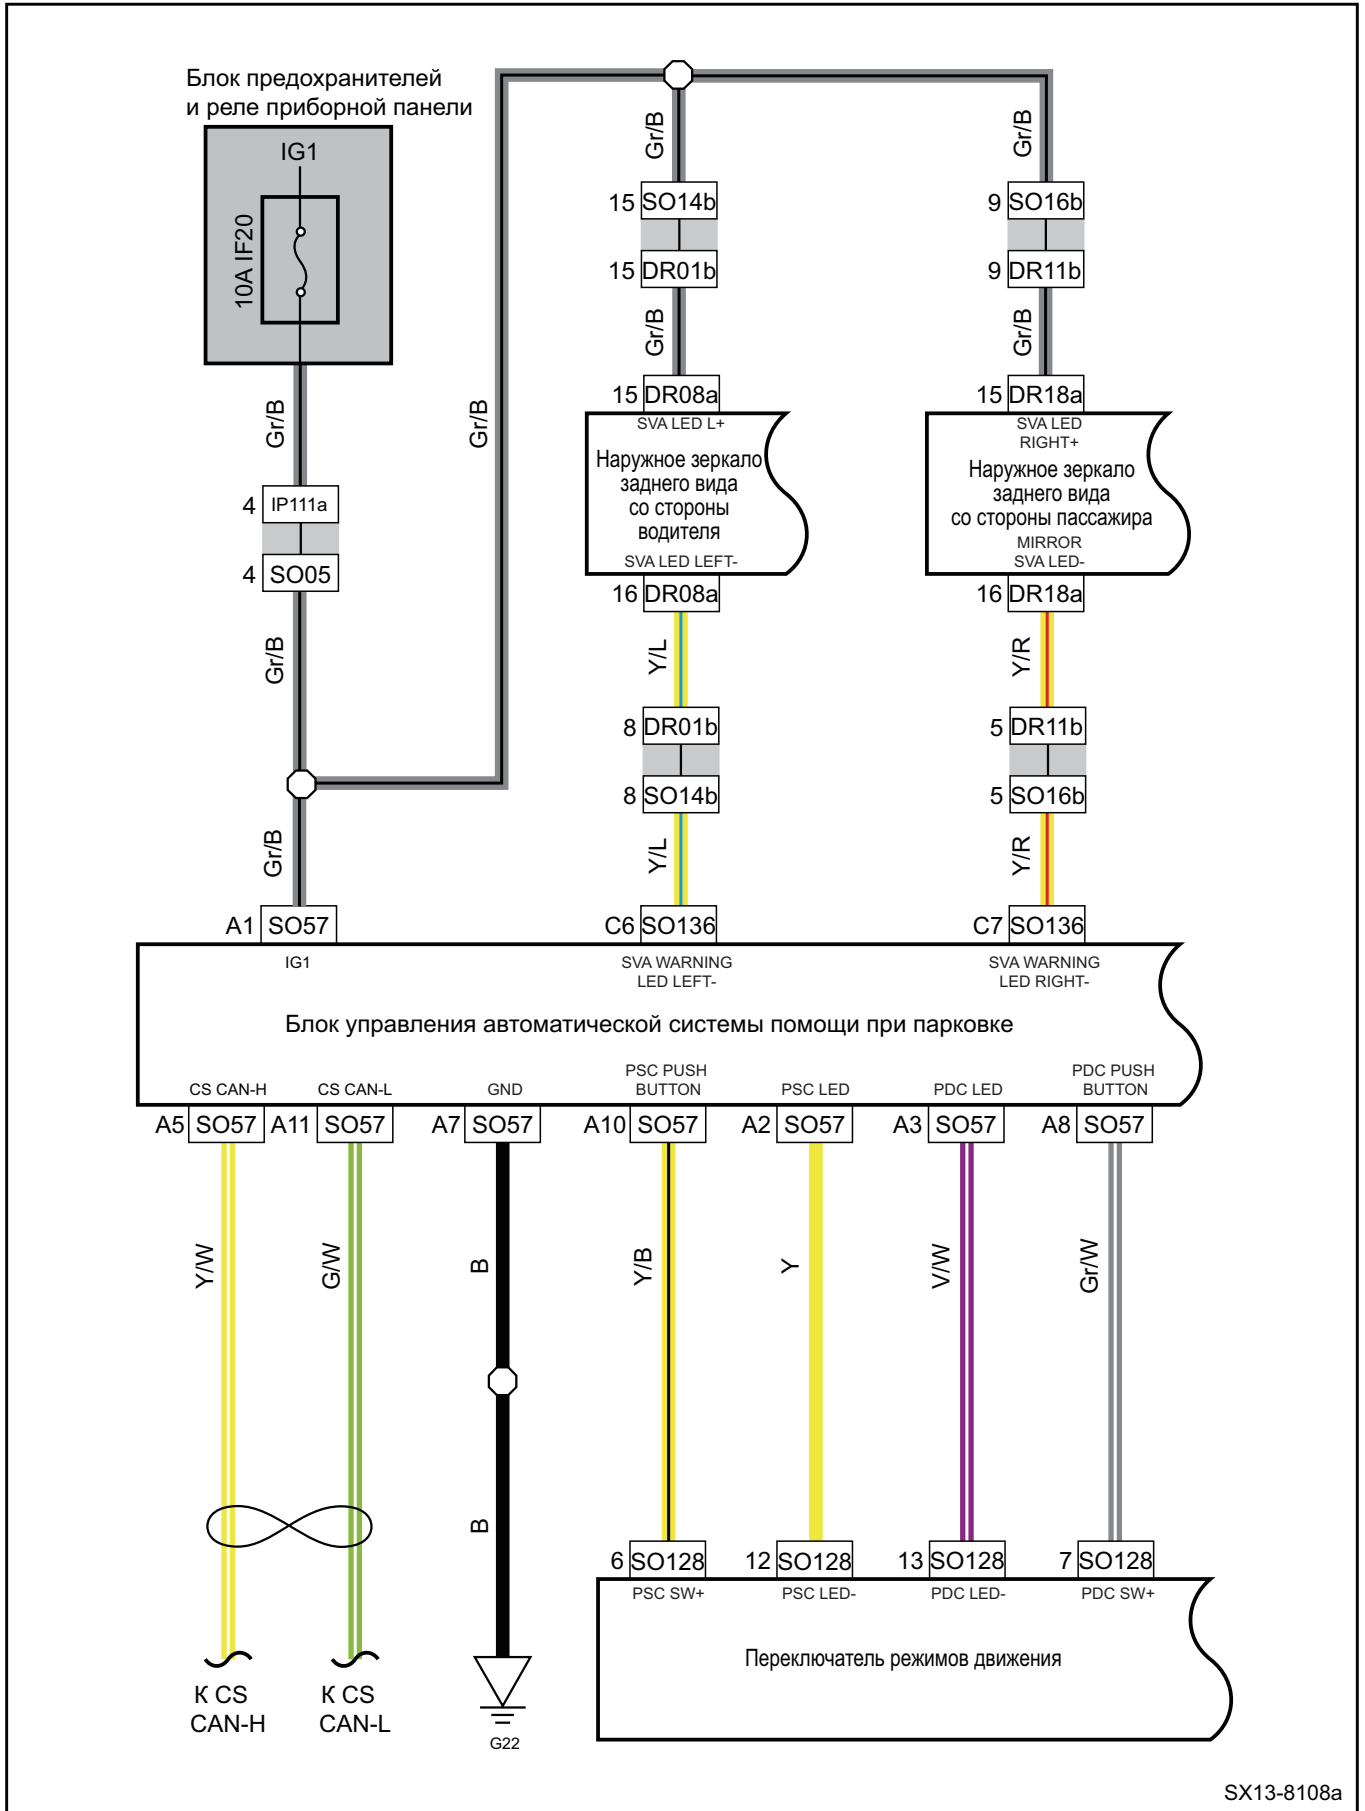 Блок предохранителей
и реле приборной панели
IG1
10A IF20
Gr/B
Gr/B
Gr/B
15 SO14b
9 SO16b
15 DR01b
9 DR11b
Gr/B
Gr/B
Gr/B
15 DR08a
15 DR18a
SVA LED L+
Наружное зеркало
заднего вида
со стороны
водителя
SVA LED LEFT-
SVA LED
RIGHT+
Наружное зеркало
заднего вида
со стороны пассажира
MIRROR
SVA LED-
4 IP111a
4 SO05
16 DR08a
16 DR18a
Gr/B
Y/L
Y/R
8 DR01b
5 DR11b
8 SO14b
5 SO16b
Gr/B
Y/L
Y/R
A1 SO57
C6 SO136
C7 SO136
IG1
SVA WARNING
LED LEFT-
SVA WARNING
LED RIGHT-
Блок управления автоматической системы помощи при парковке
CS CAN-H
CS CAN-L
GND
PSC PUSH
BUTTON
PSC LED
PDC LED
PDC PUSH
BUTTON
A5 SO57
A11 SO57
A7 SO57
A10 SO57
A2 SO57
A3 SO57
A8 SO57
Y/W
G/W
B
Y/B
Y
V/W
Gr/W
B
6 SO128
12 SO128
13 SO128
7 SO128
PSC SW+
PSC LED-
PDC LED-
PDC SW+
Переключатель режимов движения
К CS
CAN-H
К CS
CAN-L
G22
SX13-8108a